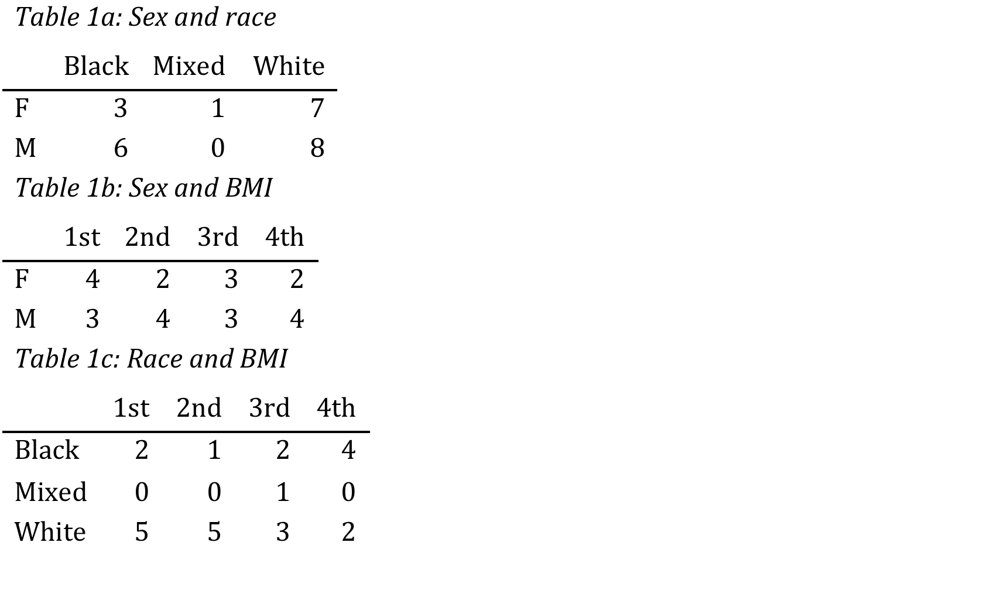 Table 1a: Sex and race
Black Mixed White
F 3 1 7
M 6 0 8
Table 1b: Sex and BMI
1st 2nd 3rd 4th
F 4 2 3 2
M 3 4 3 4
Table 1c: Race and BMI
1st 2nd 3rd 4th
Black 2 1 2 4
Mixed 0 0 1 0
White 5 5 3 2